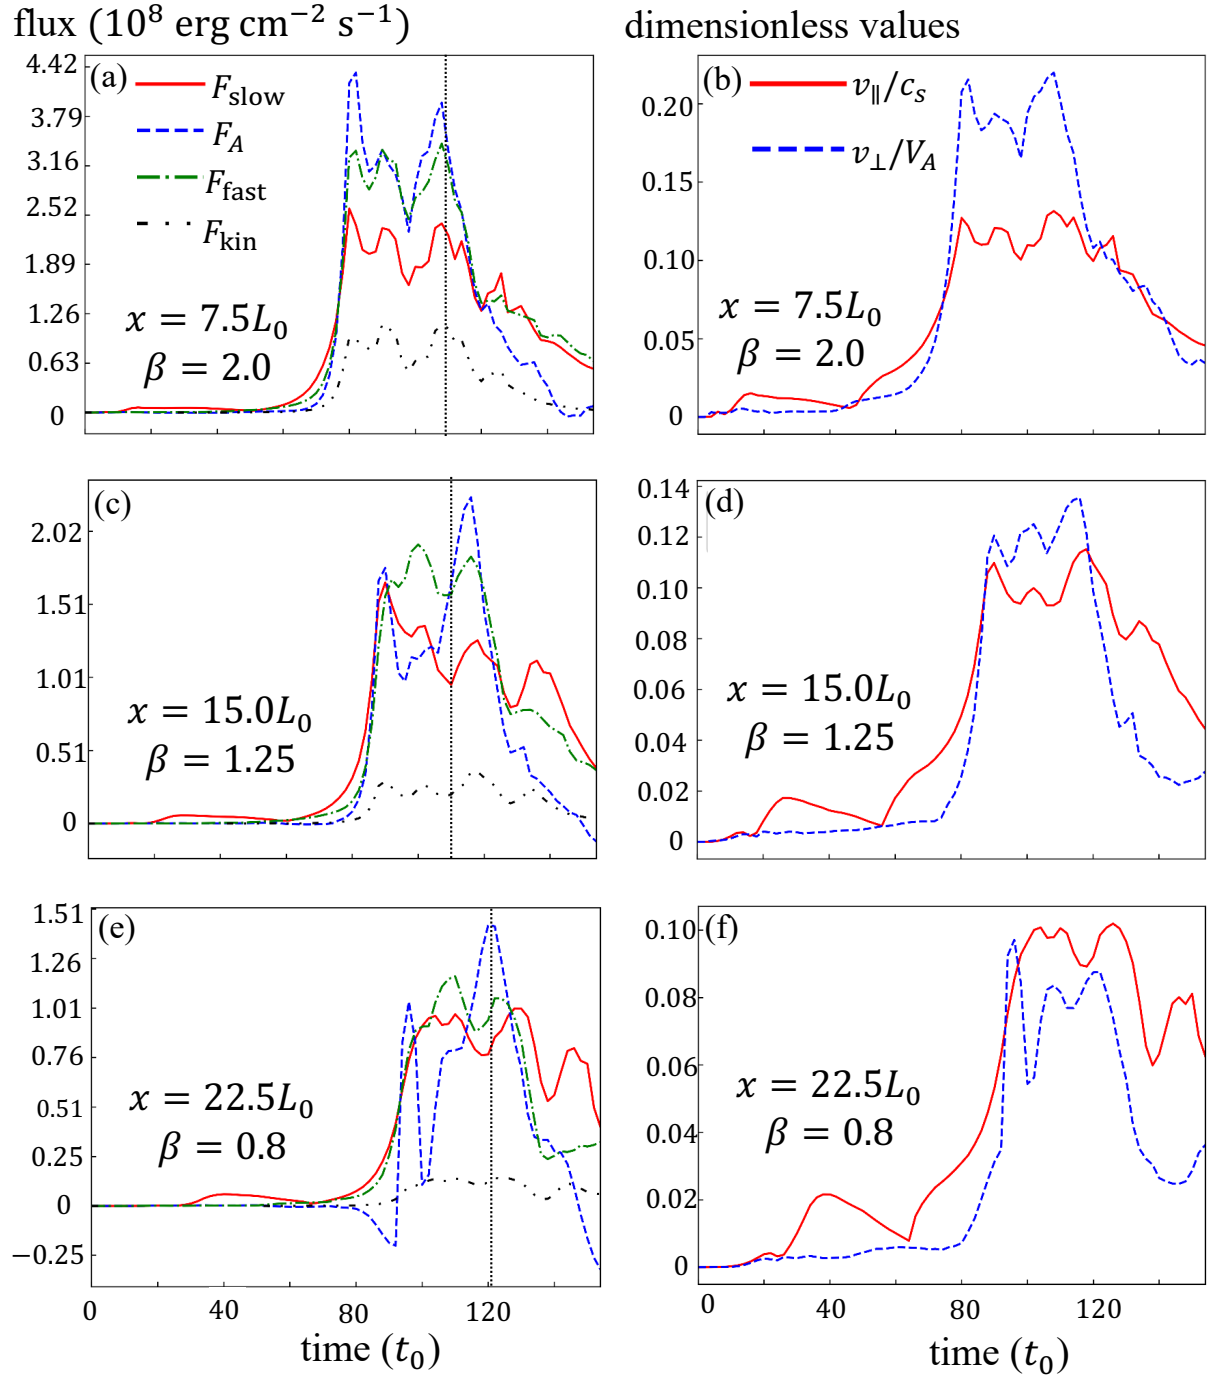 flux (10⁸ erg cm⁻² s⁻¹)
dimensionless values
(a)
4.42
3.79
3.16
2.52
1.89
1.26
0.63
0
F_slow
F_A
F_fast
F_kin
x = 7.5L₀
β = 2.0
(b)
0.20
0.15
0.10
0.05
0
v_∥/c_s
v_⊥/V_A
x = 7.5L₀
β = 2.0
(c)
2.02
1.51
1.01
0.51
0
x = 15.0L₀
β = 1.25
(d)
0.14
0.12
0.10
0.08
0.06
0.04
0.02
0
x = 15.0L₀
β = 1.25
(e)
1.51
1.26
1.01
0.76
0.51
0.25
0
−0.25
x = 22.5L₀
β = 0.8
0 40 80 120
time (t₀)
(f)
0.10
0.08
0.06
0.04
0.02
0
x = 22.5L₀
β = 0.8
0 40 80 120
time (t₀)